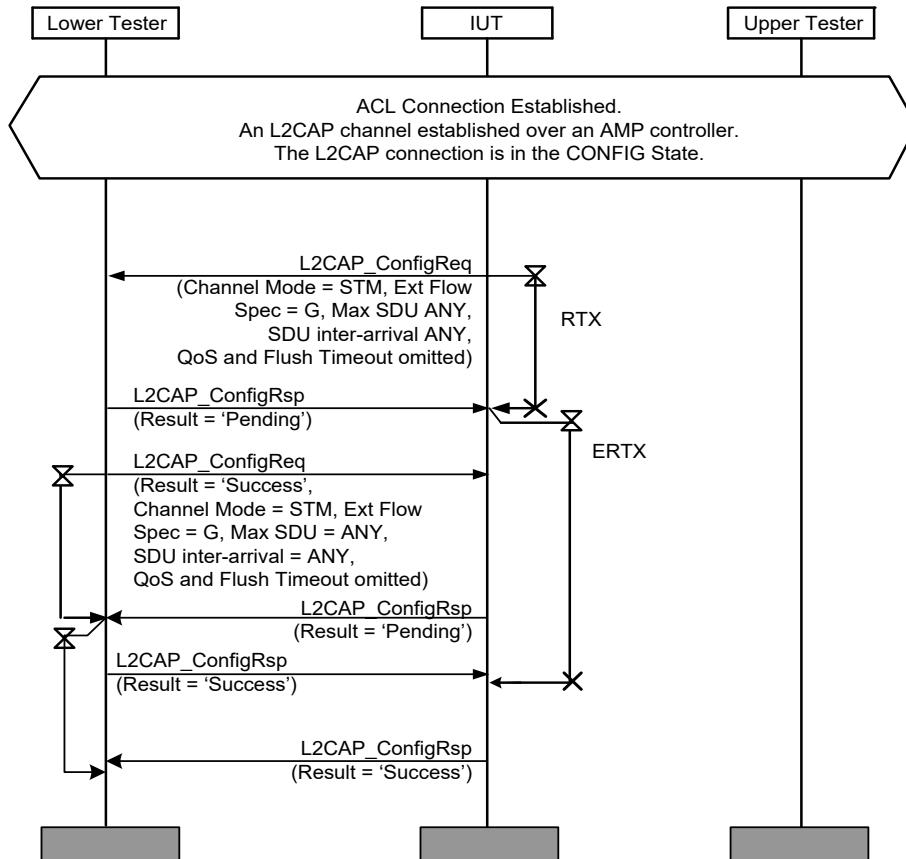 Lower Tester
IUT
Upper Tester
ACL Connection Established.
An L2CAP channel established over an AMP controller.
The L2CAP connection is in the CONFIG State.
L2CAP_ConfigReq
(Channel Mode = STM, Ext Flow
Spec = G, Max SDU ANY,
SDU inter-arrival ANY,
QoS and Flush Timeout omitted)
RTX
L2CAP_ConfigRsp
(Result = ‘Pending’)
ERTX
L2CAP_ConfigReq
(Result = ‘Success’,
Channel Mode = STM, Ext Flow
Spec = G, Max SDU = ANY,
SDU inter-arrival = ANY,
QoS and Flush Timeout omitted)
L2CAP_ConfigRsp
(Result = ‘Pending’)
L2CAP_ConfigRsp
(Result = ‘Success’)
L2CAP_ConfigRsp
(Result = ‘Success’)